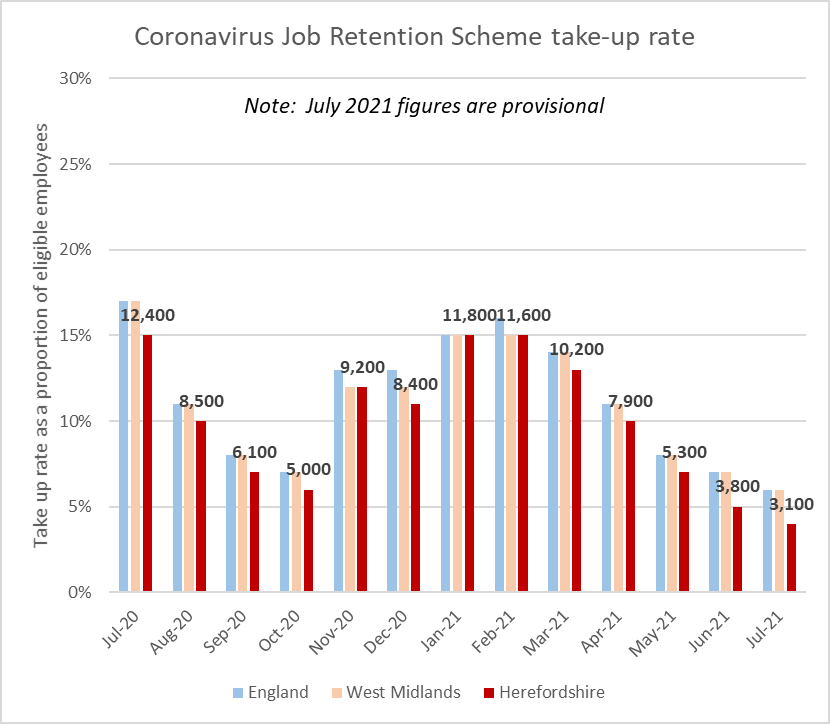 Coronavirus Job Retention Scheme take-up rate
Note:  July 2021 figures are provisional
Take up rate as a proportion of eligible employees
30%
25%
20%
15%
10%
5%
0%
12,400
8,500
6,100
5,000
9,200
8,400
11,800
11,600
10,200
7,900
5,300
3,800
3,100
Jul-20
Aug-20
Sep-20
Oct-20
Nov-20
Dec-20
Jan-21
Feb-21
Mar-21
Apr-21
May-21
Jun-21
Jul-21
England
West Midlands
Herefordshire